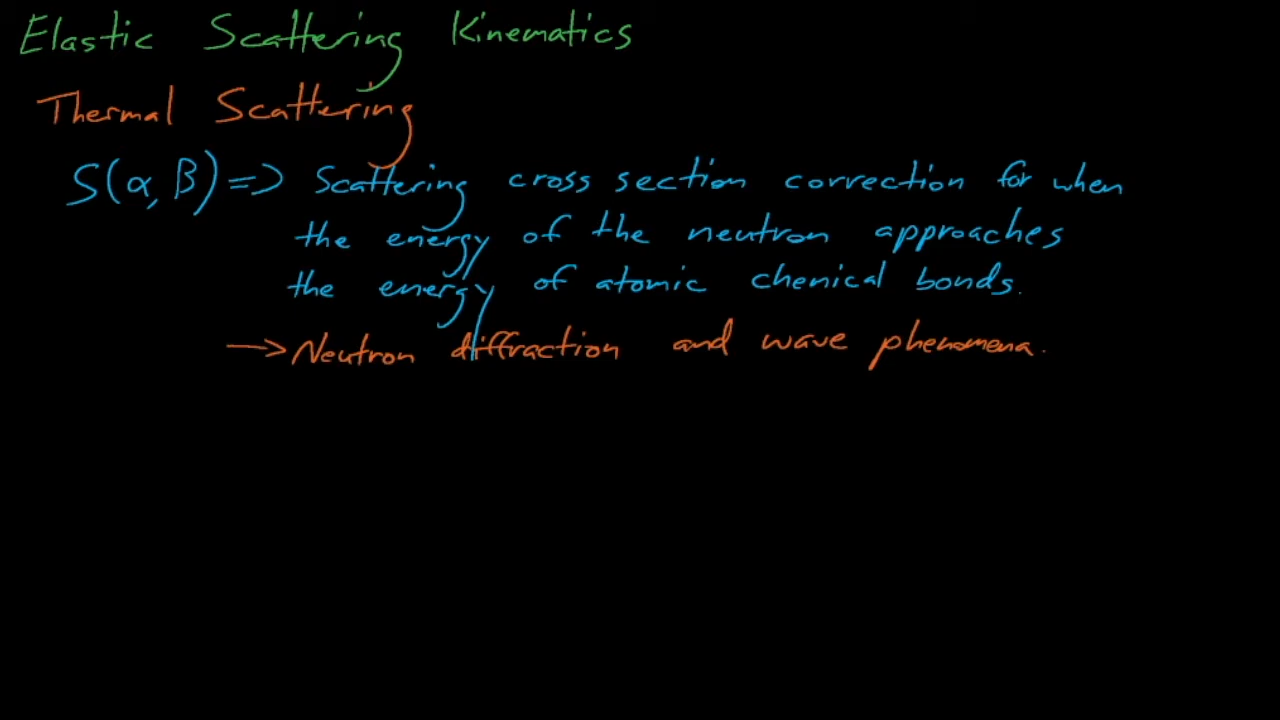 Elastic Scattering Kinematics
Thermal Scattering
S(α, β) => Scattering cross section correction for when
the energy of the neutron approaches
the energy of atomic chemical bonds.
→ Neutron diffraction and wave phenomena.